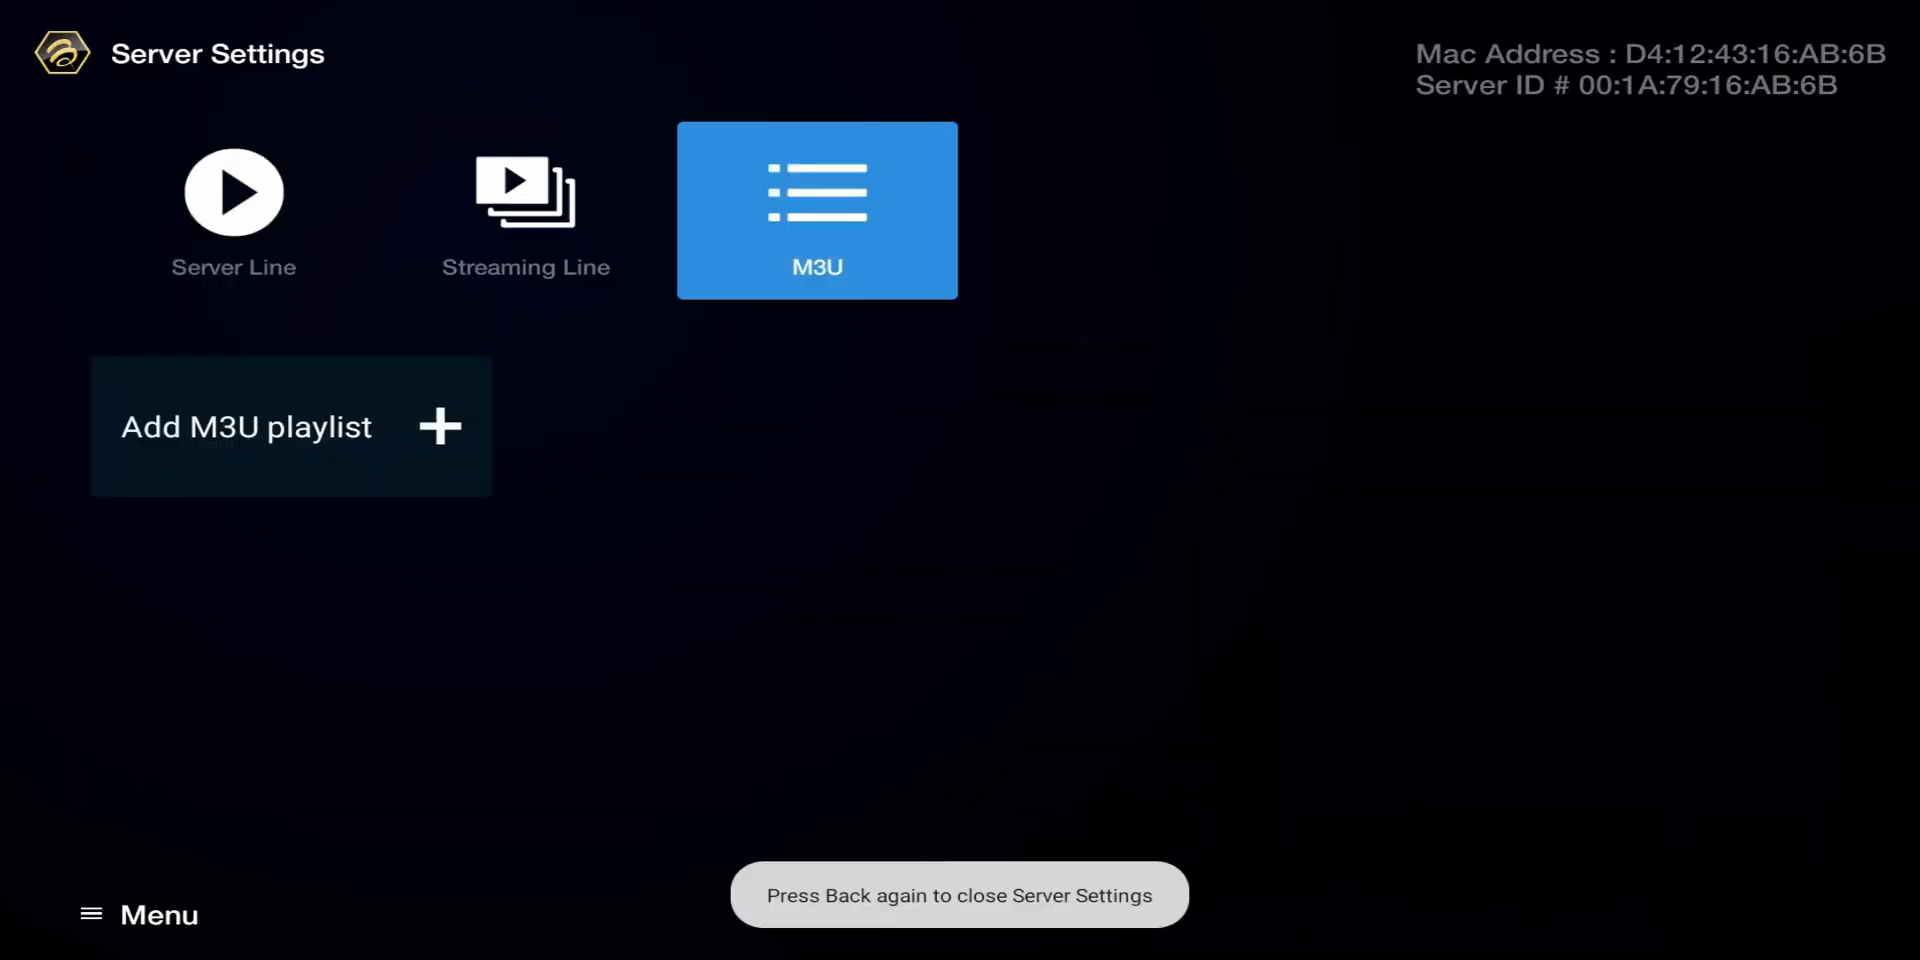 Server Settings
Mac Address : D4:12:43:16:AB:6B
Server ID # 00:1A:79:16:AB:6B
Server Line
Streaming Line
M3U
Add M3U playlist
Press Back again to close Server Settings
Menu